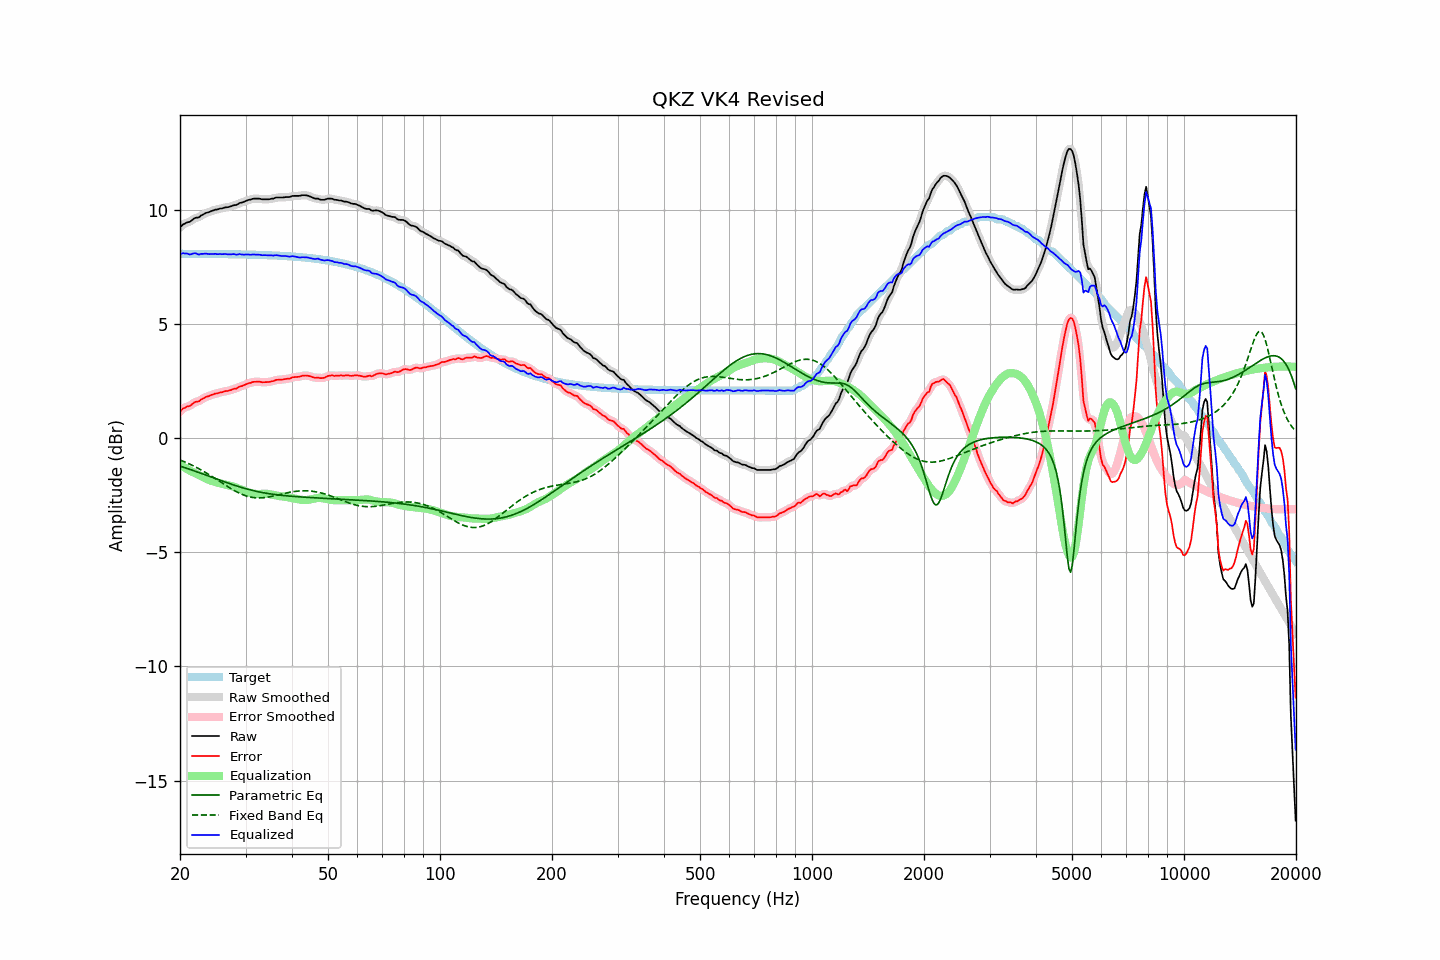 QKZ VK4 Revised
Amplitude (dBr)
10
5
0
−5
−10
−15
Target
Raw Smoothed
Error Smoothed
Raw
Error
Equalization
Parametric Eq
Fixed Band Eq
Equalized
20 50 100 200 500 1000 2000 5000 10000 20000
Frequency (Hz)